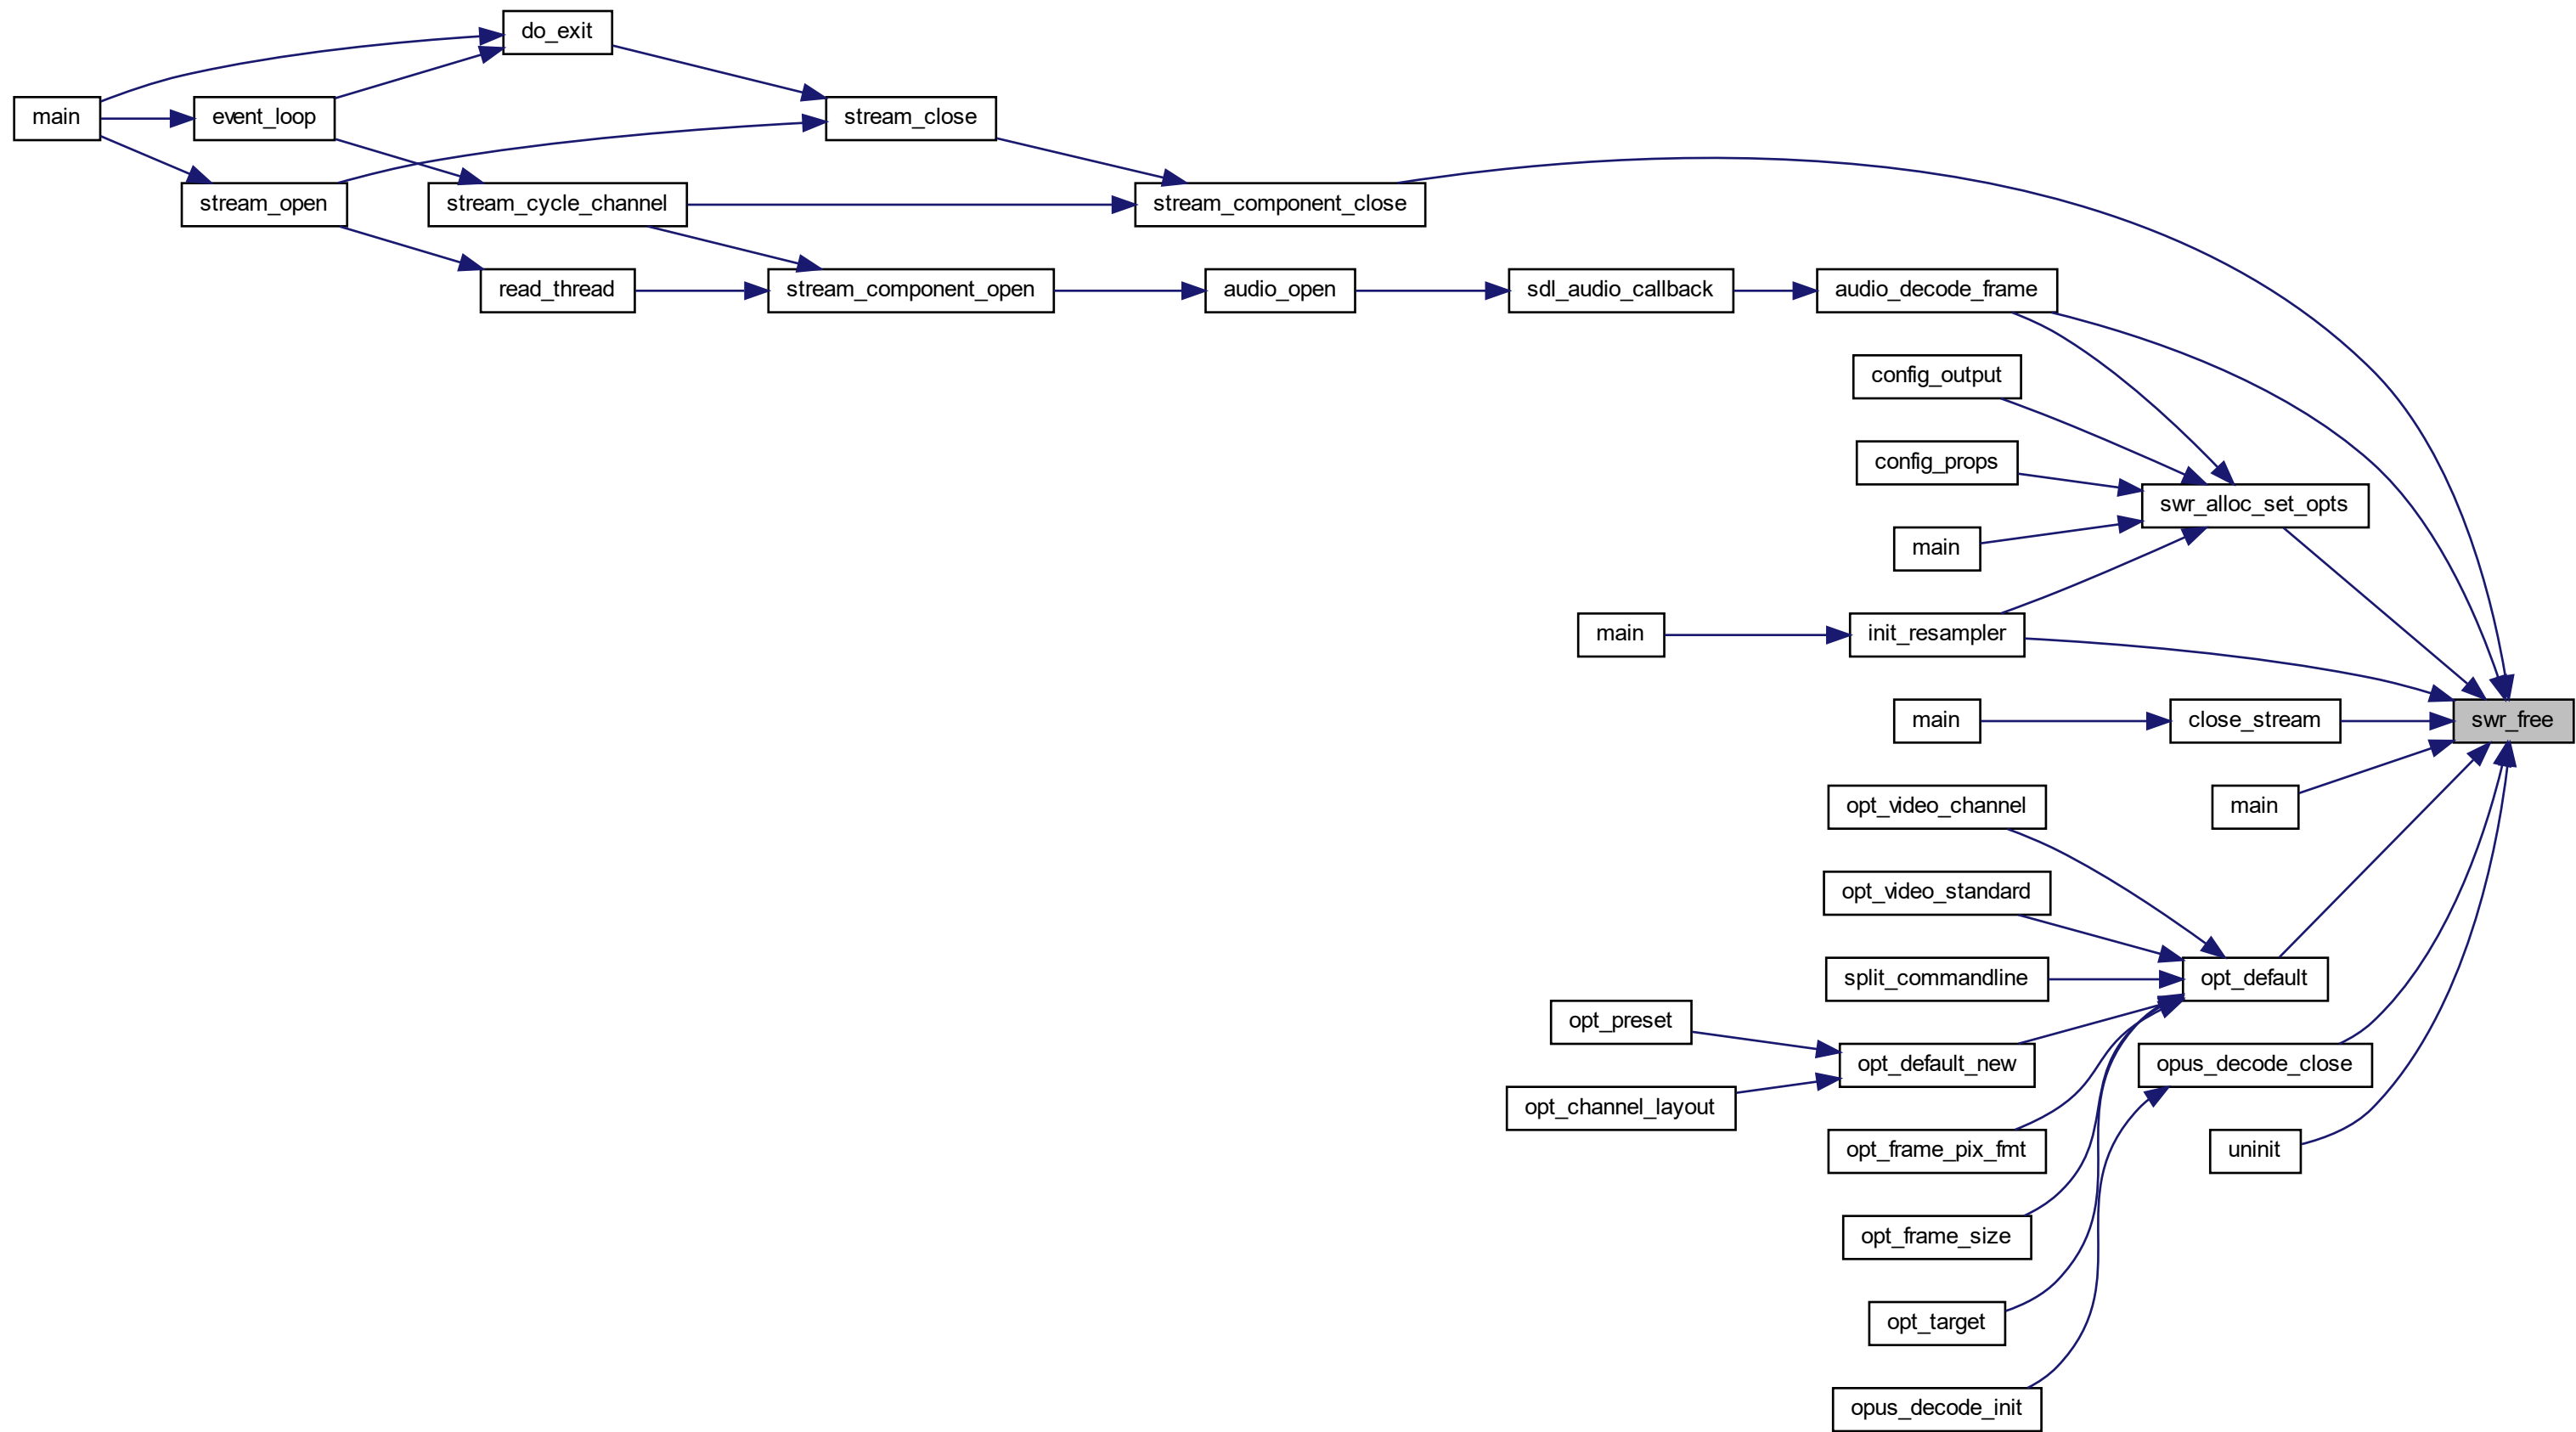 do_exit
main
event_loop
stream_close
stream_open
stream_cycle_channel
stream_component_close
read_thread
stream_component_open
audio_open
sdl_audio_callback
audio_decode_frame
config_output
config_props
swr_alloc_set_opts
main
main
init_resampler
main
close_stream
swr_free
opt_video_channel
main
opt_video_standard
split_commandline
opt_default
opt_preset
opt_default_new
opus_decode_close
opt_channel_layout
opt_frame_pix_fmt
uninit
opt_frame_size
opt_target
opus_decode_init